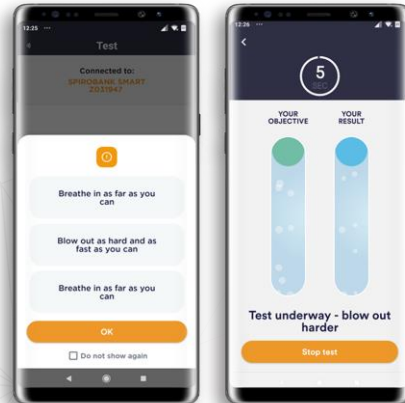 12:25
Test
Connected to:
SPIROBANK SMART
Z031947
Breathe in as far as you
can
Blow out as hard and as
fast as you can
Breathe in as far as you
can
OK
Do not show again
12:26
5
SEC
YOUR
OBJECTIVE
YOUR
RESULT
Test underway - blow out
harder
Stop test